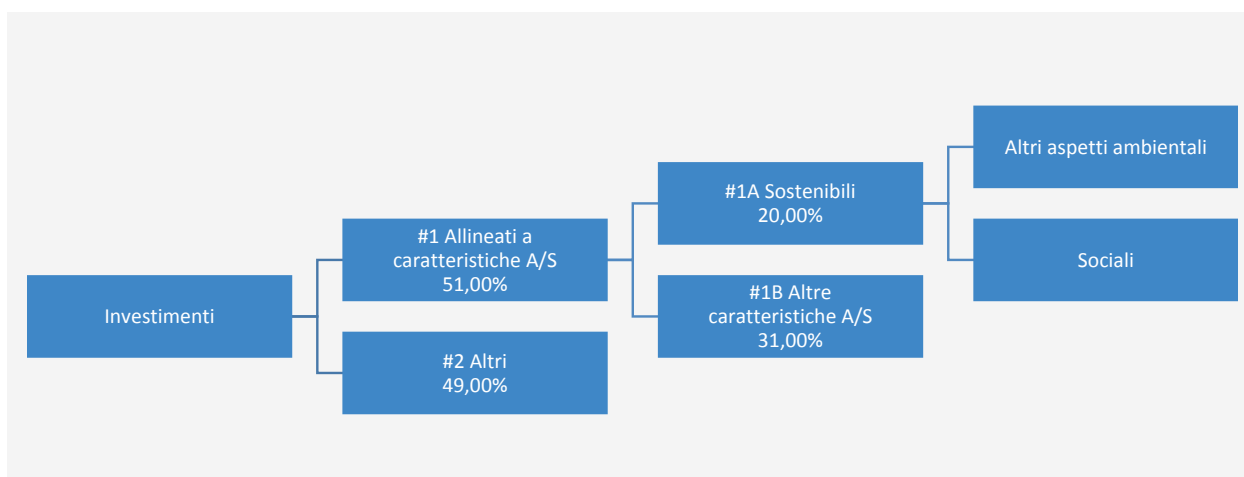 Investimenti
#1 Allineati a
caratteristiche A/S
51,00%
#2 Altri
49,00%
#1A Sostenibili
20,00%
#1B Altre
caratteristiche A/S
31,00%
Altri aspetti ambientali
Sociali